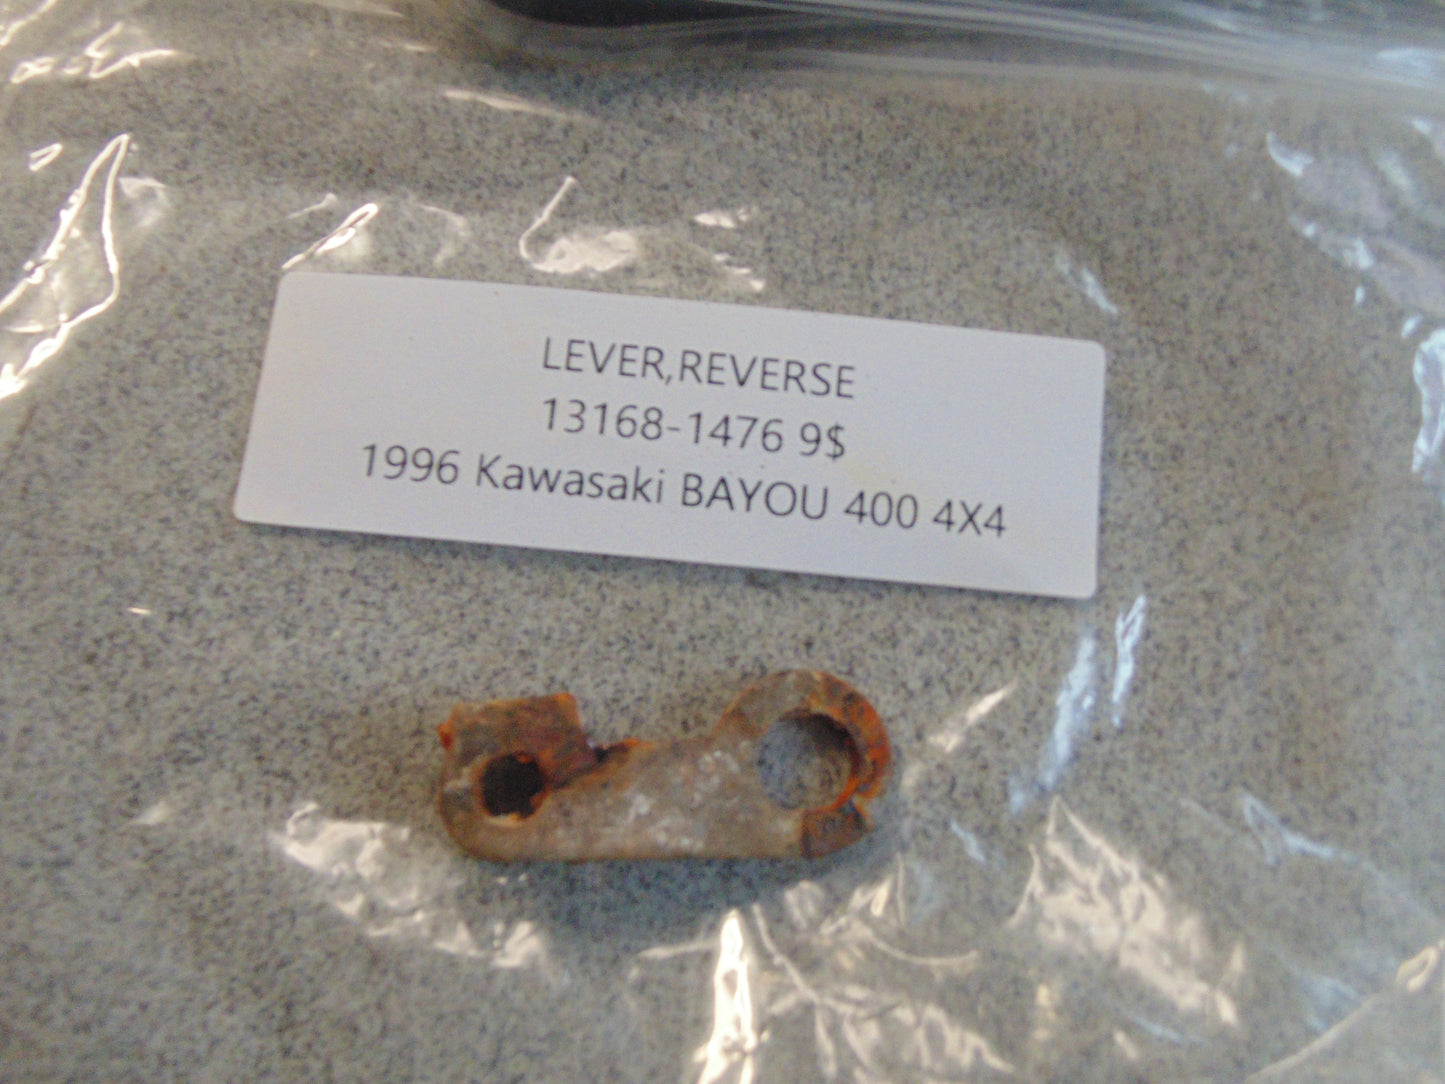 LEVER,REVERSE
13168-1476 9$
1996 Kawasaki BAYOU 400 4X4